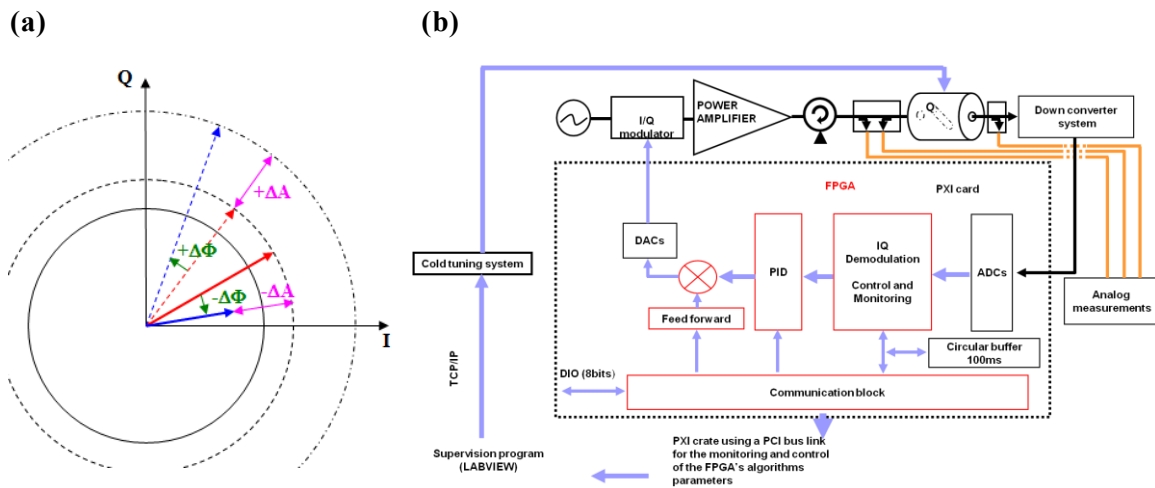 (a)
(b)
Q
+ΔA
+ΔΦ
-ΔΦ
-ΔA
I
I/Q
modulator
POWER
AMPLIFIER
Q
Down converter
system
FPGA
PXI card
DACs
PID
IQ
Demodulation
Control and
Monitoring
ADCs
Cold tuning system
Feed forward
Analog
measurements
Circular buffer
100ms
TCP/IP
DIO (8bits)
Communication block
Supervision program
(LABVIEW)
PXI crate using a PCI bus link
for the monitoring and control
of the FPGA's algorithms
parameters